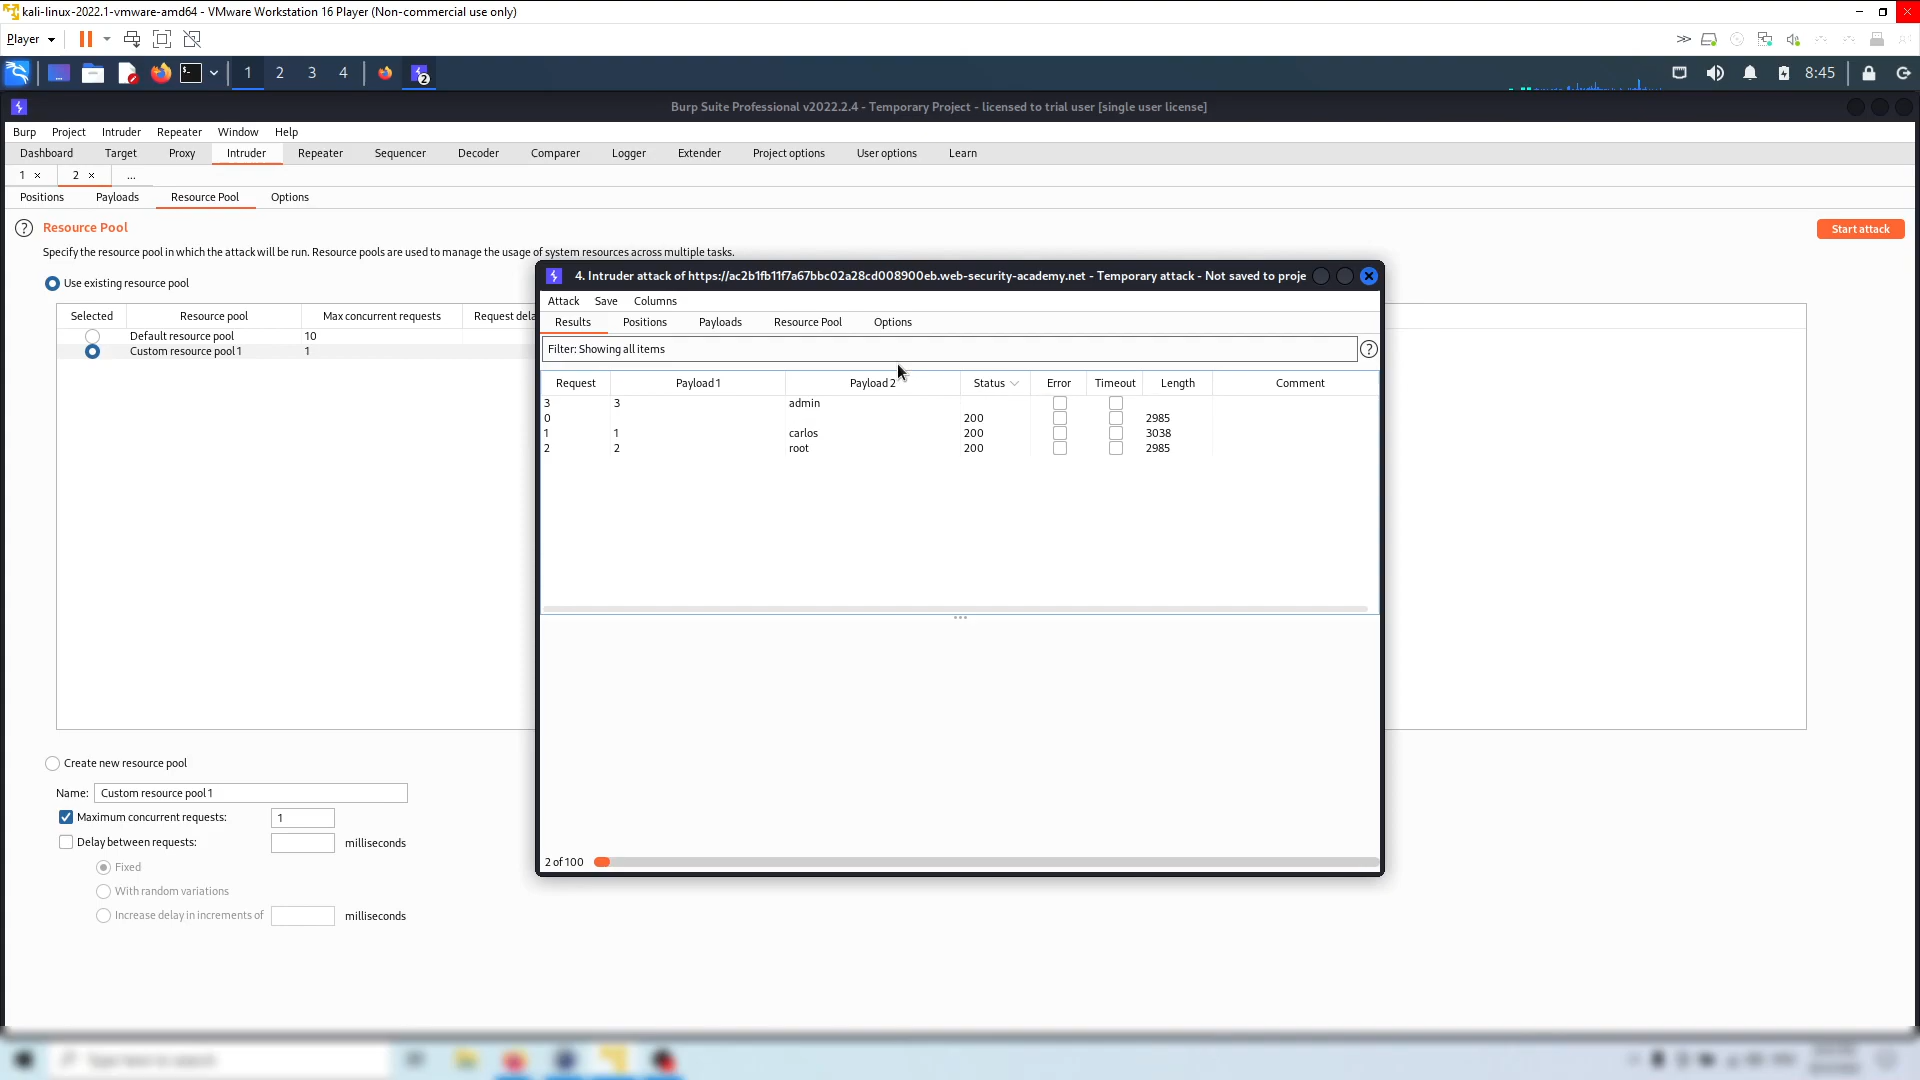 kali-linux-2022.1-vmware-amd64 - VMware Workstation 16 Player (Non-commercial use only)
Player
1 2 3 4 2 8:45
Burp Suite Professional v2022.2.4 - Temporary Project - licensed to trial user [single user license]
Burp Project Intruder Repeater Window Help
Dashboard Target Proxy Intruder Repeater Sequencer Decoder Comparer Logger Extender Project options User options Learn
1 × 2 × ...
Positions Payloads Resource Pool Options
? Resource Pool Start attack
Specify the resource pool in which the attack will be run. Resource pools are used to manage the usage of system resources across multiple tasks.
Use existing resource pool
Selected Resource pool Max concurrent requests Request dela
Default resource pool 10
Custom resource pool 1 1
Create new resource pool
Name: Custom resource pool 1
Maximum concurrent requests: 1
Delay between requests: milliseconds
Fixed
With random variations
Increase delay in increments of milliseconds
4. Intruder attack of https://ac2b1fb11f7a67bbc02a28cd008900eb.web-security-academy.net - Temporary attack - Not saved to proje
Attack Save Columns
Results Positions Payloads Resource Pool Options
Filter: Showing all items ?
Request Payload 1 Payload 2 Status Error Timeout Length Comment
3 3 admin
0 200 2985
1 1 carlos 200 3038
2 2 root 200 2985
2 of 100
Type here to search